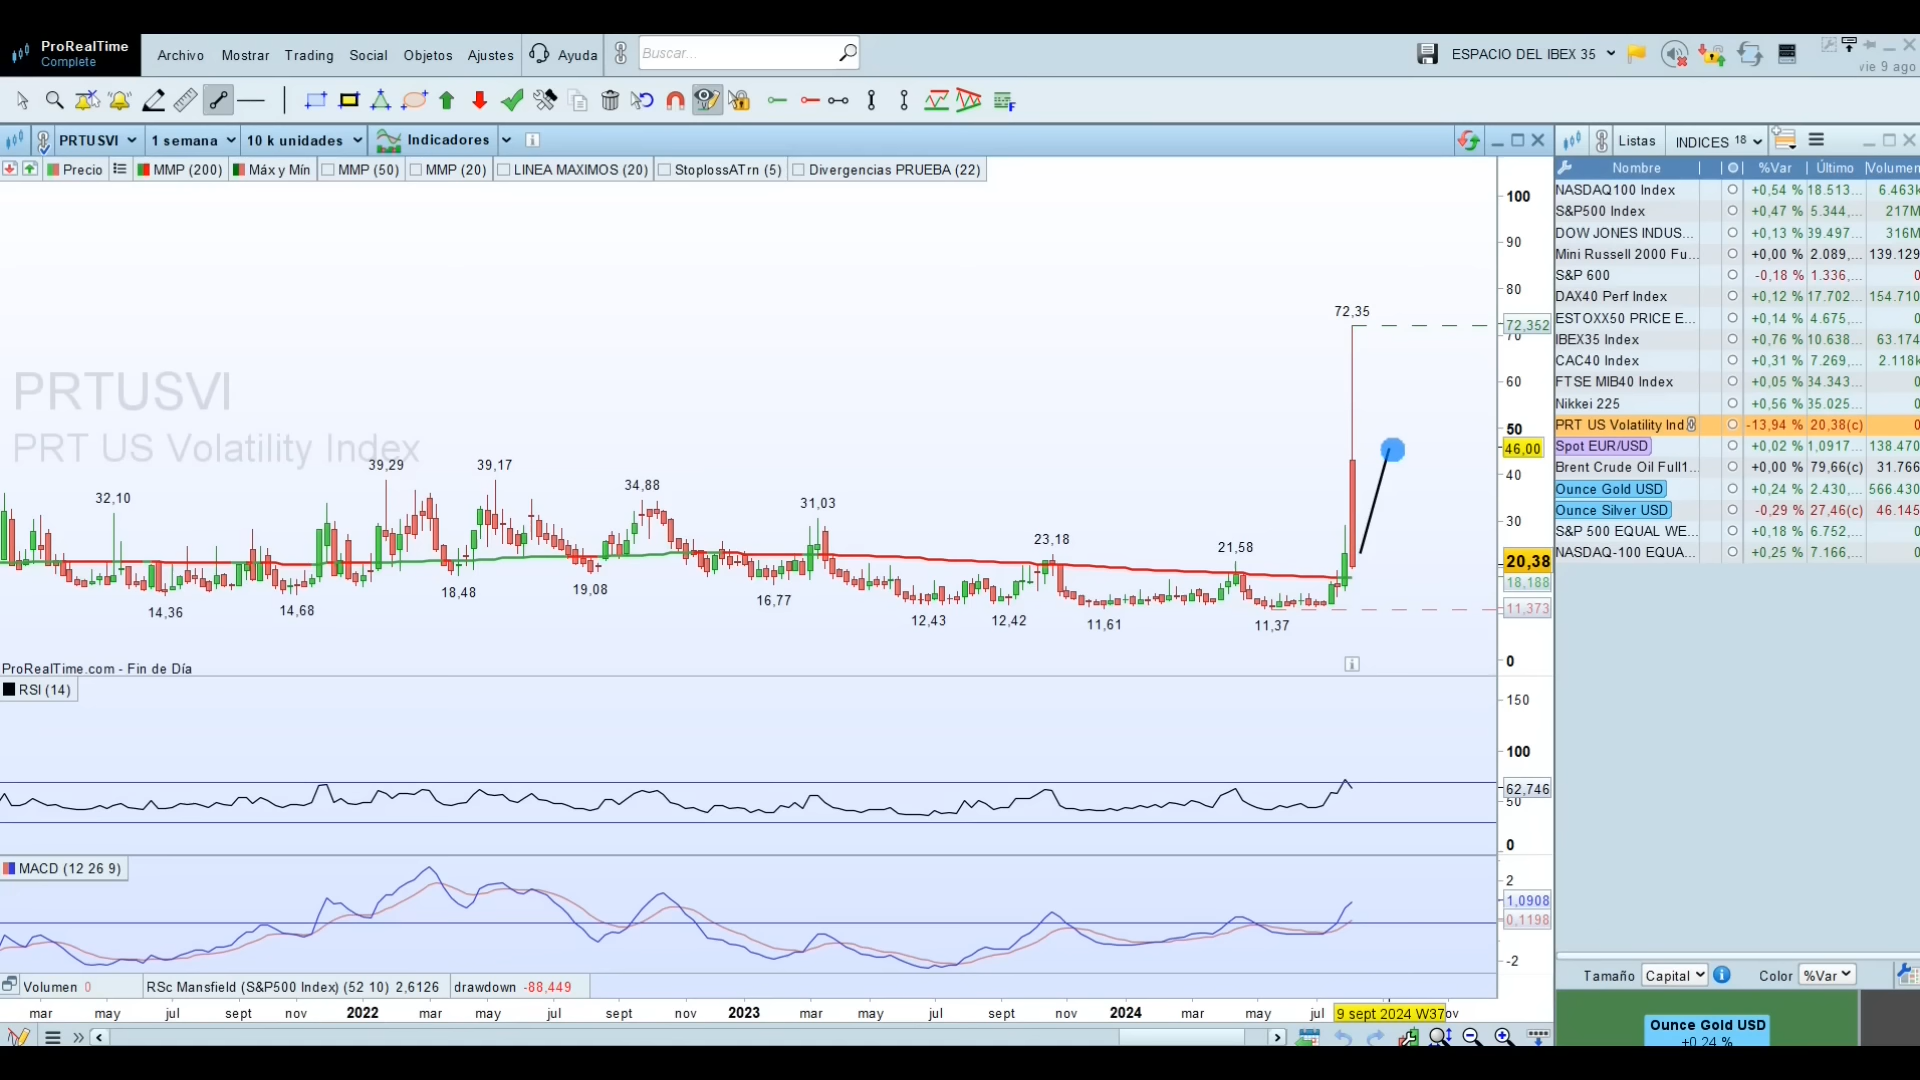 ProRealTime
Complete
Archivo Mostrar Trading Social Objetos Ajustes Ayuda Buscar... ESPACIO DEL IBEX 35
vie 9 ago
PRTUSVI 1 semana 10 k unidades Indicadores
Listas INDICES 18
Precio MMP (200) Máx y Mín MMP (50) MMP (20) LINEA MAXIMOS (20) StoplossATrn (5) Divergencias PRUEBA (22)
Nombre %Var Último Volumen
NASDAQ100 Index +0,54 % 18.513... 6.463k
S&P500 Index +0,47 % 5.344,... 217M
DOW JONES INDUS... +0,13 % 39.497... 316M
Mini Russell 2000 Fu... +0,00 % 2.089,... 139.129
S&P 600 -0,18 % 1.336,... 0
DAX40 Perf Index +0,12 % 17.702... 154.710
ESTOXX50 PRICE E... +0,14 % 4.675,... 0
IBEX35 Index +0,76 % 10.638... 63.174
CAC40 Index +0,31 % 7.269,... 2.118k
FTSE MIB40 Index +0,05 % 34.343... 0
Nikkei 225 +0,56 % 35.025... 0
PRT US Volatility Ind -13,94 % 20,38(c) 0
Spot EUR/USD +0,02 % 1,0917... 138.470
Brent Crude Oil Full1... +0,00 % 79,66(c) 31.766
Ounce Gold USD +0,24 % 2.430,... 566.430
Ounce Silver USD -0,29 % 27,46(c) 46.145
S&P 500 EQUAL WE... +0,18 % 6.752,... 0
NASDAQ-100 EQUA... +0,25 % 7.166,... 0
PRTUSVI
PRT US Volatility Index
100
90
80
72,35
72,352
70
60
50
46,00
40
30
20,38
18,188
11,373
0
39,29 39,17
34,88
32,10
31,03
23,18
21,58
14,36 14,68 18,48 19,08 16,77 12,43 12,42 11,61 11,37
ProRealTime.com - Fin de Día
RSI (14)
150
100
62,746
50
0
MACD (12 26 9)
2
1,0908
0,1198
-2
Volumen 0 RSc Mansfield (S&P500 Index) (52 10) 2,6126 drawdown -88,449
mar may jul sept nov 2022 mar may jul sept nov 2023 mar may jul sept nov 2024 mar may jul 9 sept 2024 W37 ov
Tamaño Capital Color %Var
Ounce Gold USD
+0,24 %